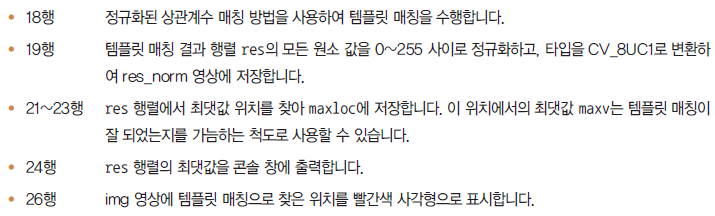 • 18행 정규화된 상관계수 매칭 방법을 사용하여 템플릿 매칭을 수행합니다.
• 19행 템플릿 매칭 결과 행렬 res의 모든 원소 값을 0~255 사이로 정규화하고, 타입을 CV_8UC1로 변환하
여 res_norm 영상에 저장합니다.
• 21~23행 res 행렬에서 최댓값 위치를 찾아 maxloc에 저장합니다. 이 위치에서의 최댓값 maxv는 템플릿 매칭이
잘 되었는지를 가늠하는 척도로 사용할 수 있습니다.
• 24행 res 행렬의 최댓값을 콘솔 창에 출력합니다.
• 26행 img 영상에 템플릿 매칭으로 찾은 위치를 빨간색 사각형으로 표시합니다.